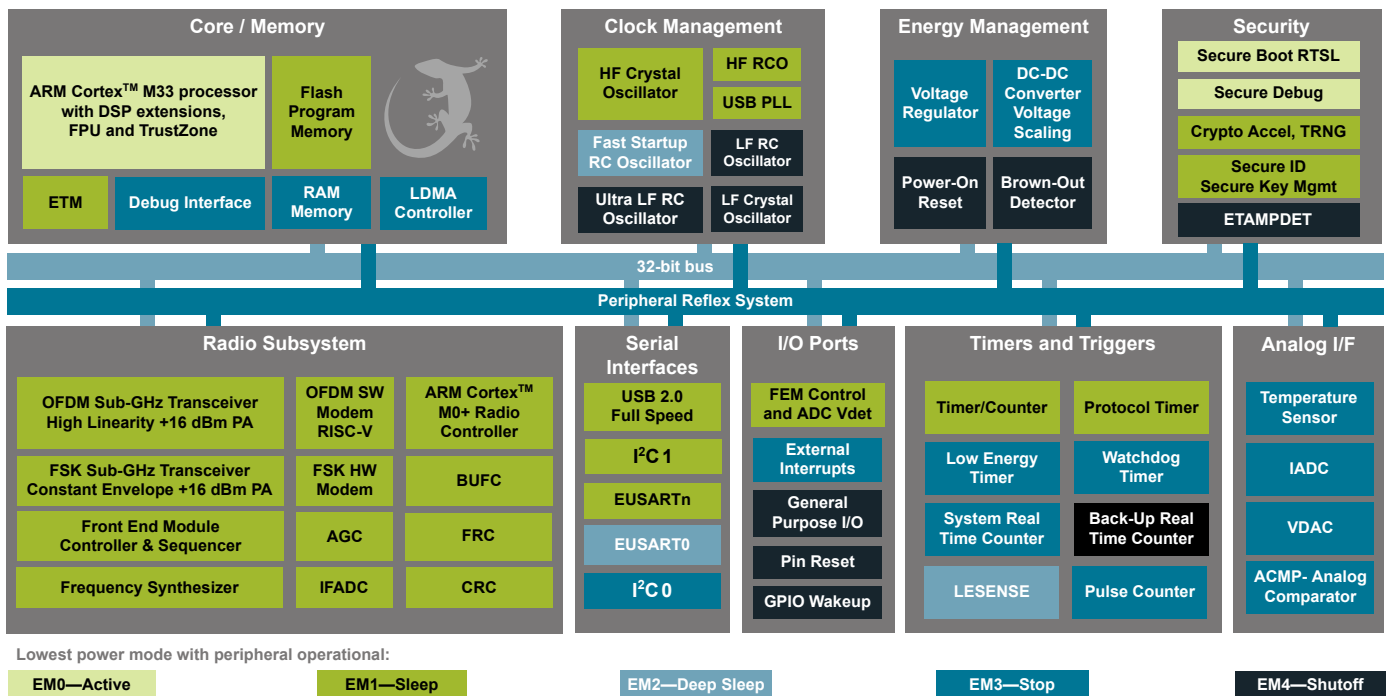 Core / Memory
ARM Cortex™ M33 processor
with DSP extensions,
FPU and TrustZone
Flash
Program
Memory
ETM
Debug Interface
RAM
Memory
LDMA
Controller
Clock Management
HF Crystal
Oscillator
HF RCO
USB PLL
Fast Startup
RC Oscillator
LF RC
Oscillator
Ultra LF RC
Oscillator
LF Crystal
Oscillator
Energy Management
Voltage
Regulator
DC-DC
Converter
Voltage
Scaling
Power-On
Reset
Brown-Out
Detector
Security
Secure Boot RTSL
Secure Debug
Crypto Accel, TRNG
Secure ID
Secure Key Mgmt
ETAMPDET
32-bit bus
Peripheral Reflex System
Radio Subsystem
OFDM Sub-GHz Transceiver
High Linearity +16 dBm PA
OFDM SW
Modem
RISC-V
ARM Cortex™
M0+ Radio
Controller
FSK Sub-GHz Transceiver
Constant Envelope +16 dBm PA
FSK HW
Modem
BUFC
Front End Module
Controller & Sequencer
AGC
FRC
Frequency Synthesizer
IFADC
CRC
Serial
Interfaces
USB 2.0
Full Speed
I²C 1
EUSARTn
EUSART0
I²C 0
I/O Ports
FEM Control
and ADC Vdet
External
Interrupts
General
Purpose I/O
Pin Reset
GPIO Wakeup
Timers and Triggers
Timer/Counter
Protocol Timer
Low Energy
Timer
Watchdog
Timer
System Real
Time Counter
Back-Up Real
Time Counter
LESENSE
Pulse Counter
Analog I/F
Temperature
Sensor
IADC
VDAC
ACMP- Analog
Comparator
Lowest power mode with peripheral operational:
EM0—Active
EM1—Sleep
EM2—Deep Sleep
EM3—Stop
EM4—Shutoff